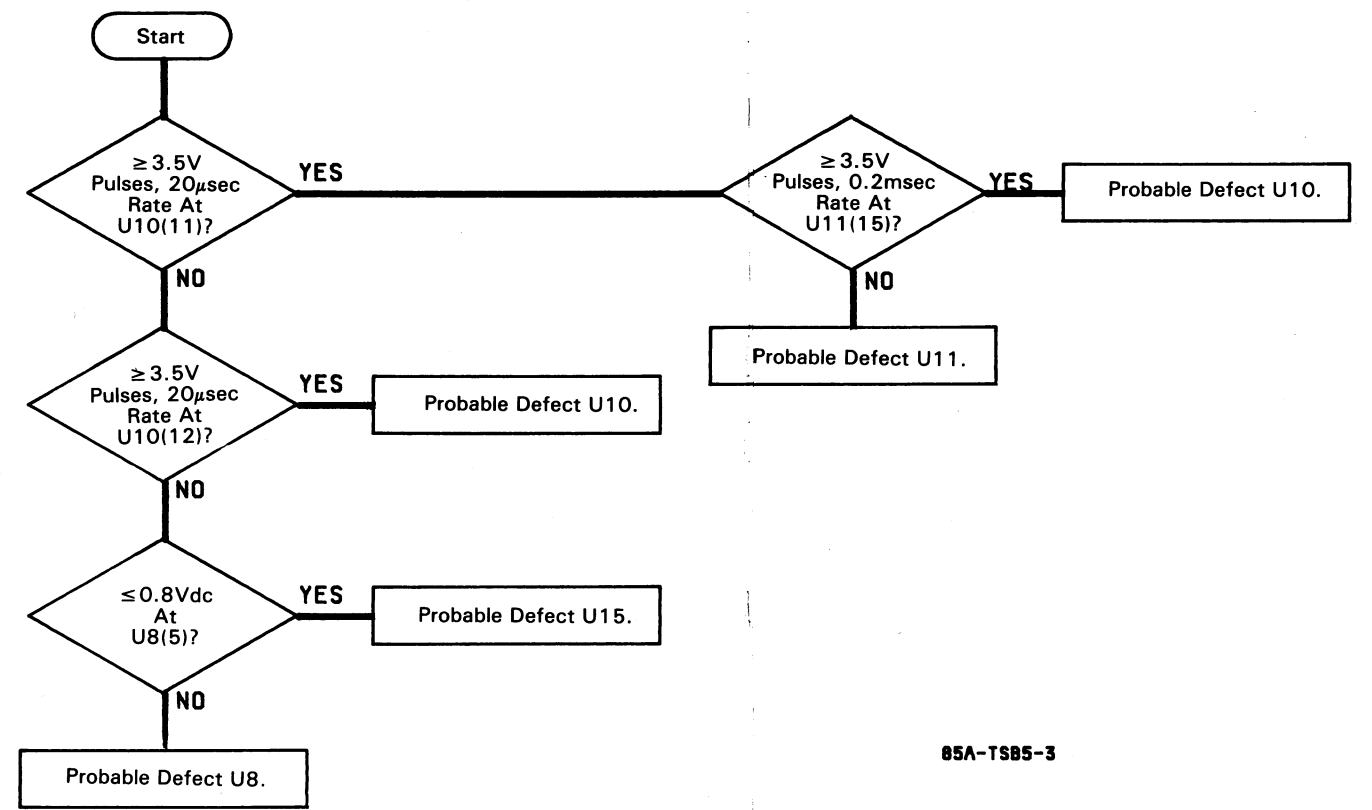 Start
≥3.5V
Pulses, 20μsec
Rate At
U10(11)?
YES
NO
≥3.5V
Pulses, 0.2msec
Rate At
U11(15)?
YES
Probable Defect U10.
NO
Probable Defect U11.
≥3.5V
Pulses, 20μsec
Rate At
U10(12)?
YES
Probable Defect U10.
NO
≤0.8Vdc
At
U8(5)?
YES
Probable Defect U15.
NO
Probable Defect U8.
85A-TSB5-3